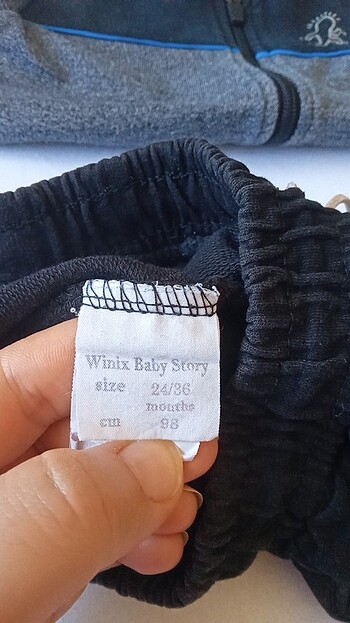 Winix Baby Story
size 24/36
months
cm 98